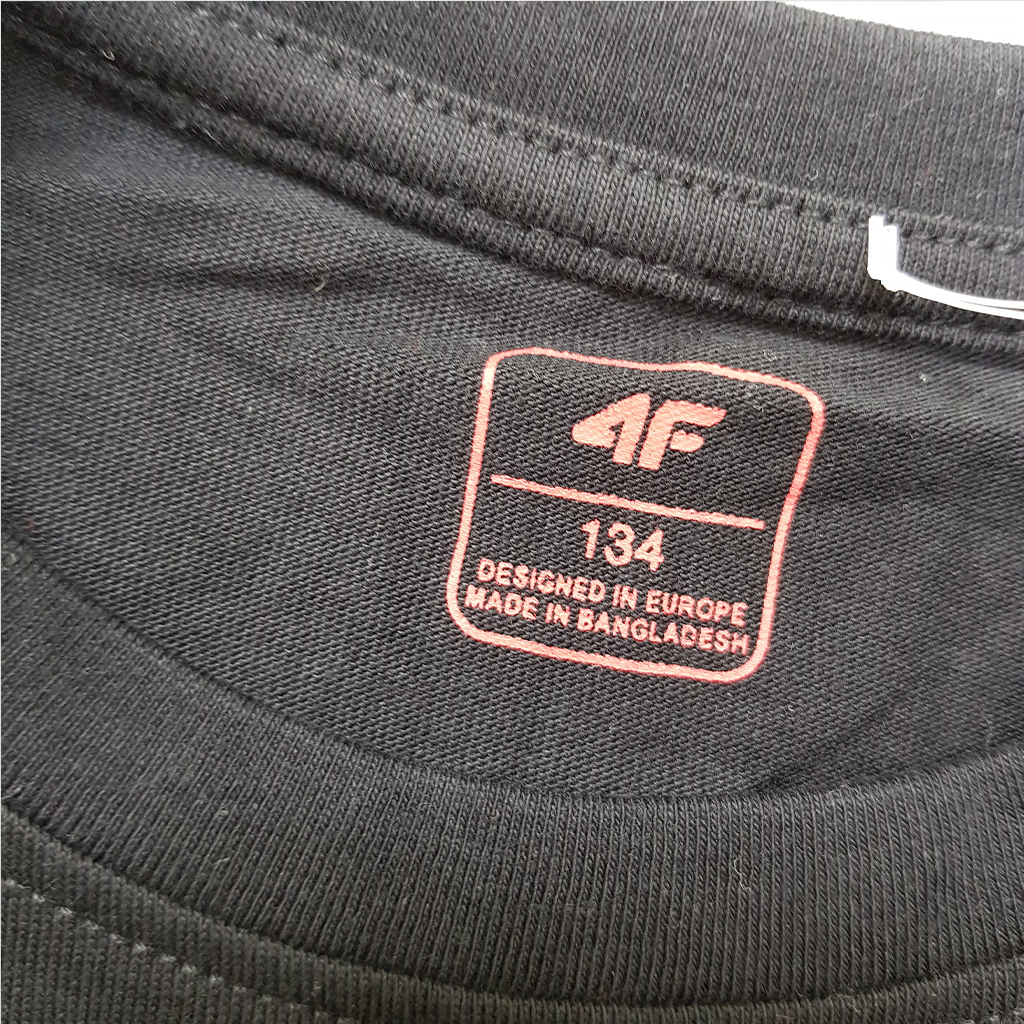 4F
134
DESIGNED IN EUROPE
MADE IN BANGLADESH